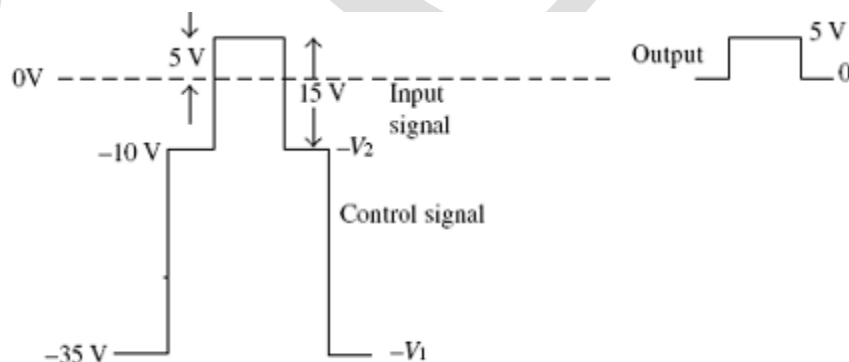 5 V
5 V
Output
0V
0
15 V
Input
signal
–10 V
–V2
Control signal
–35 V
–V1